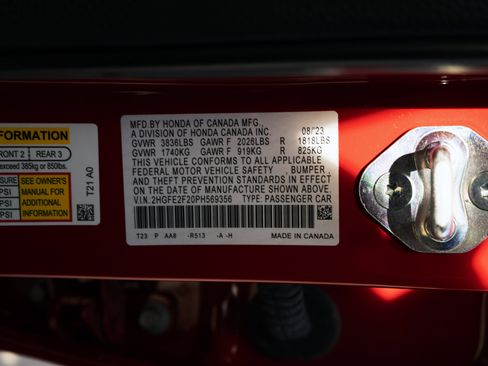 FORMATION
FRONT 2 REAR 3
exceed 385kg or 850lbs.
SURE SEE OWNER'S
PSI MANUAL FOR
PSI ADDITIONAL
PSI INFORMATION
T21 A0
MFD.BY HONDA OF CANADA MFG., 08/23
A DIVISION OF HONDA CANADA INC.
GVWR 3836LBS GAWR F 2026LBS R 1818LBS
GVWR 1740KG GAWR F 919KG R 825KG
THIS VEHICLE CONFORMS TO ALL APPLICABLE
FEDERAL MOTOR VEHICLE SAFETY , BUMPER
AND THEFT PREVENTION STANDARDS IN EFFECT
ON THE DATE OF MANUFACTURE SHOWN ABOVE.
V.I.N. 2HGFE2F20PH569356 TYPE: PASSENGER CAR
T23 P AA8 -R513 -A -H MADE IN CANADA